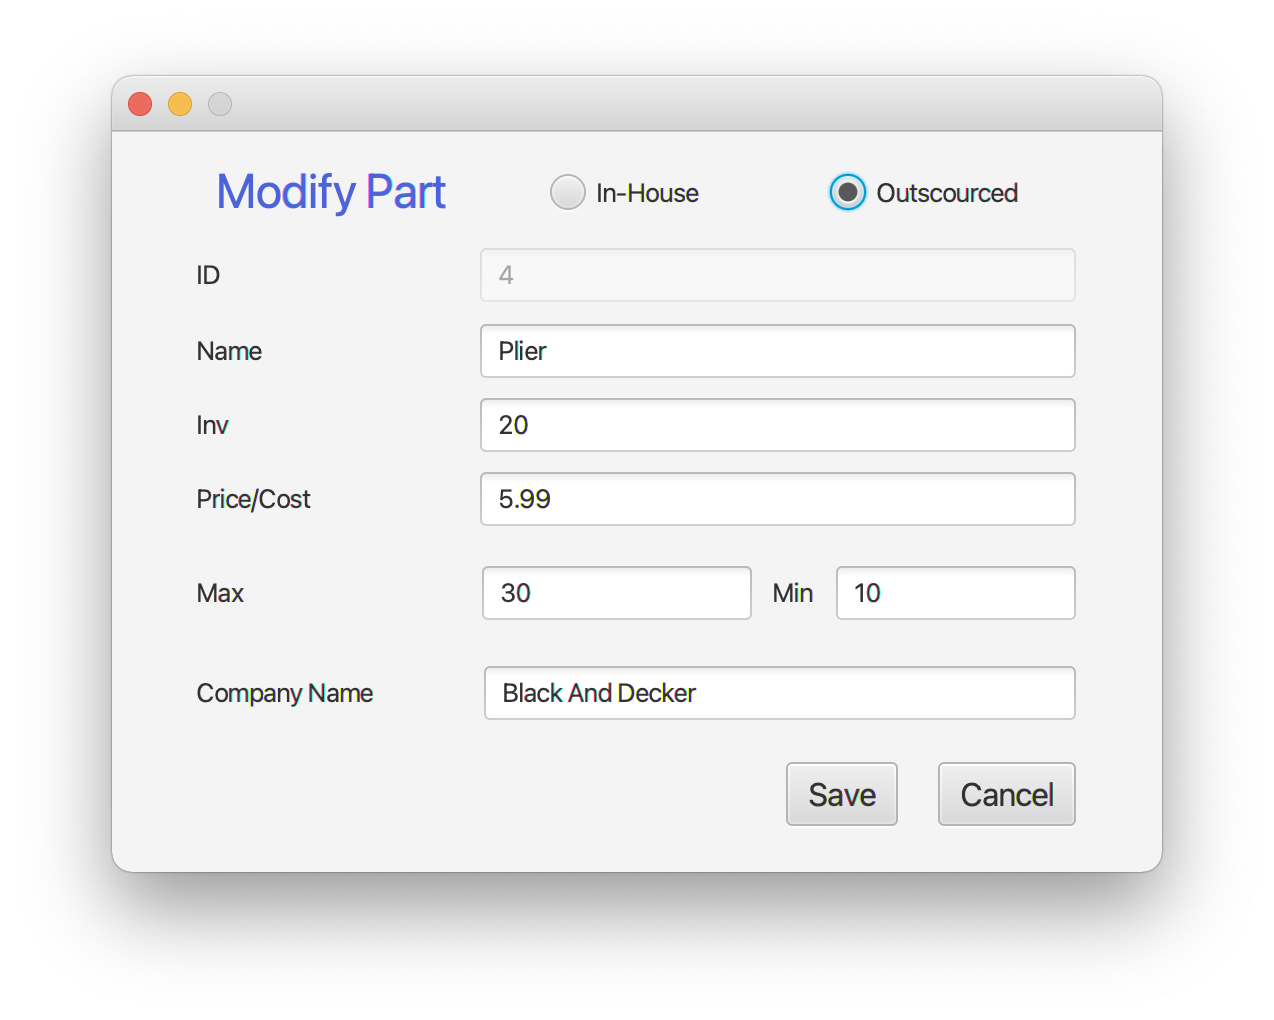 Modify Part In-House Outscourced
ID 4
Name Plier
Inv 20
Price/Cost 5.99
Max 30 Min 10
Company Name Black And Decker
Save Cancel